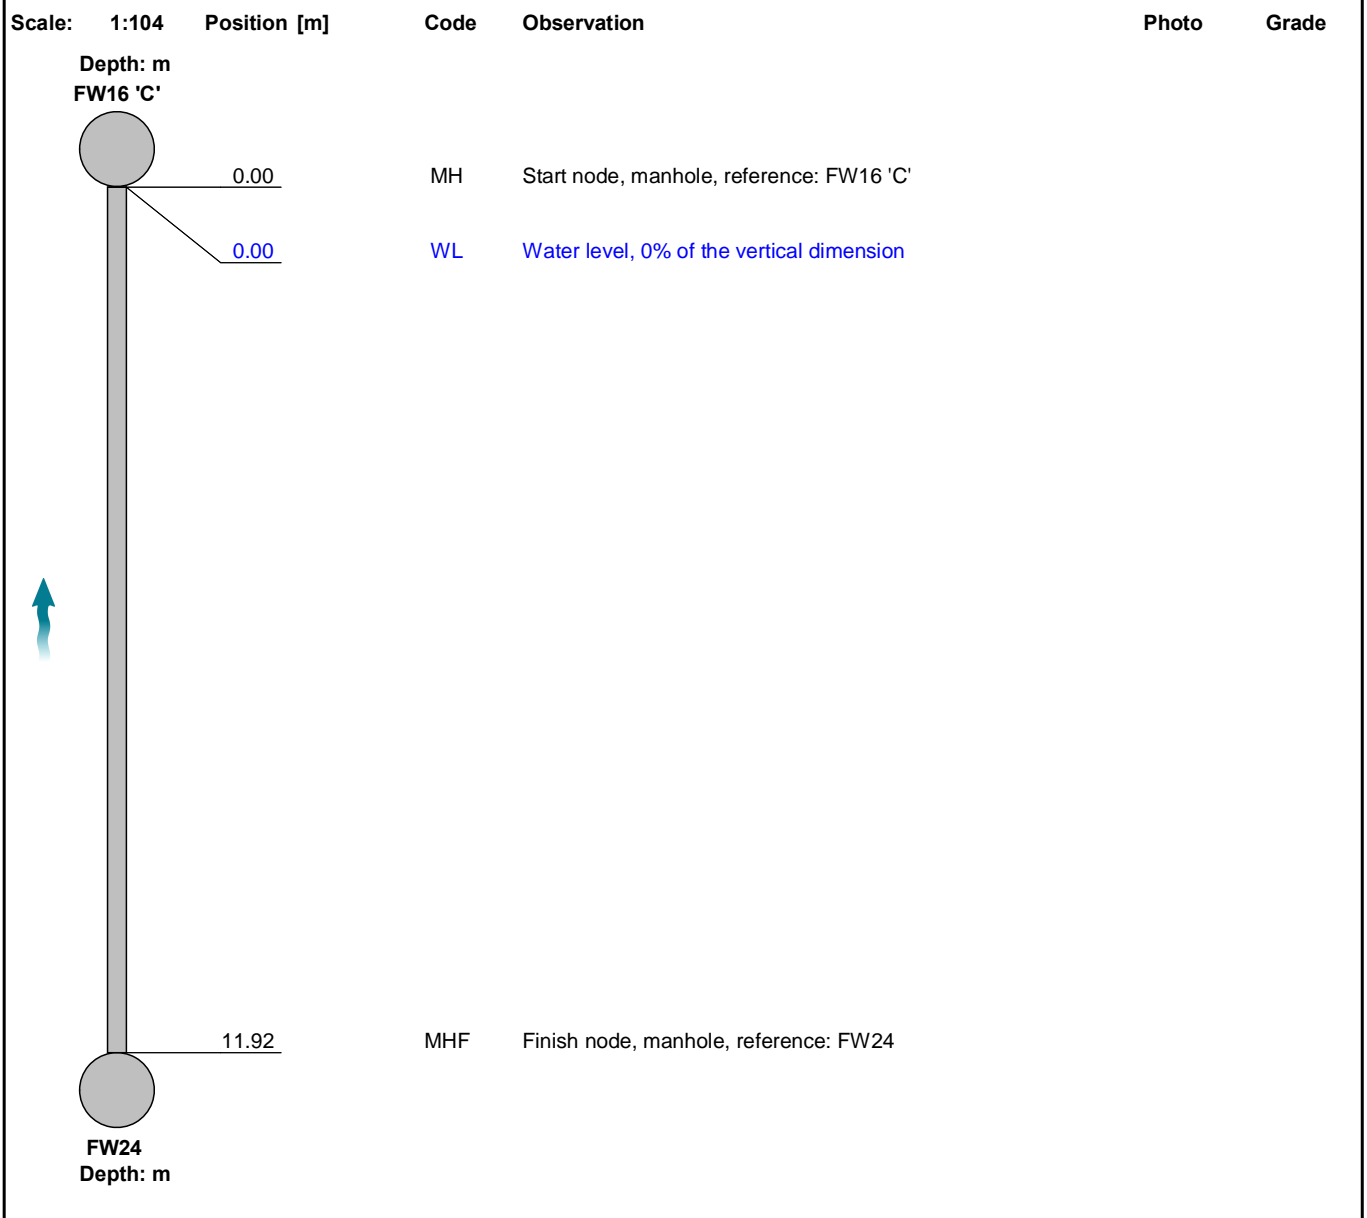 Scale: 1:104 Position [m] Code Observation Photo Grade
Depth: m
FW16 'C'
0.00 MH Start node, manhole, reference: FW16 'C'
0.00 WL Water level, 0% of the vertical dimension
11.92 MHF Finish node, manhole, reference: FW24
FW24
Depth: m